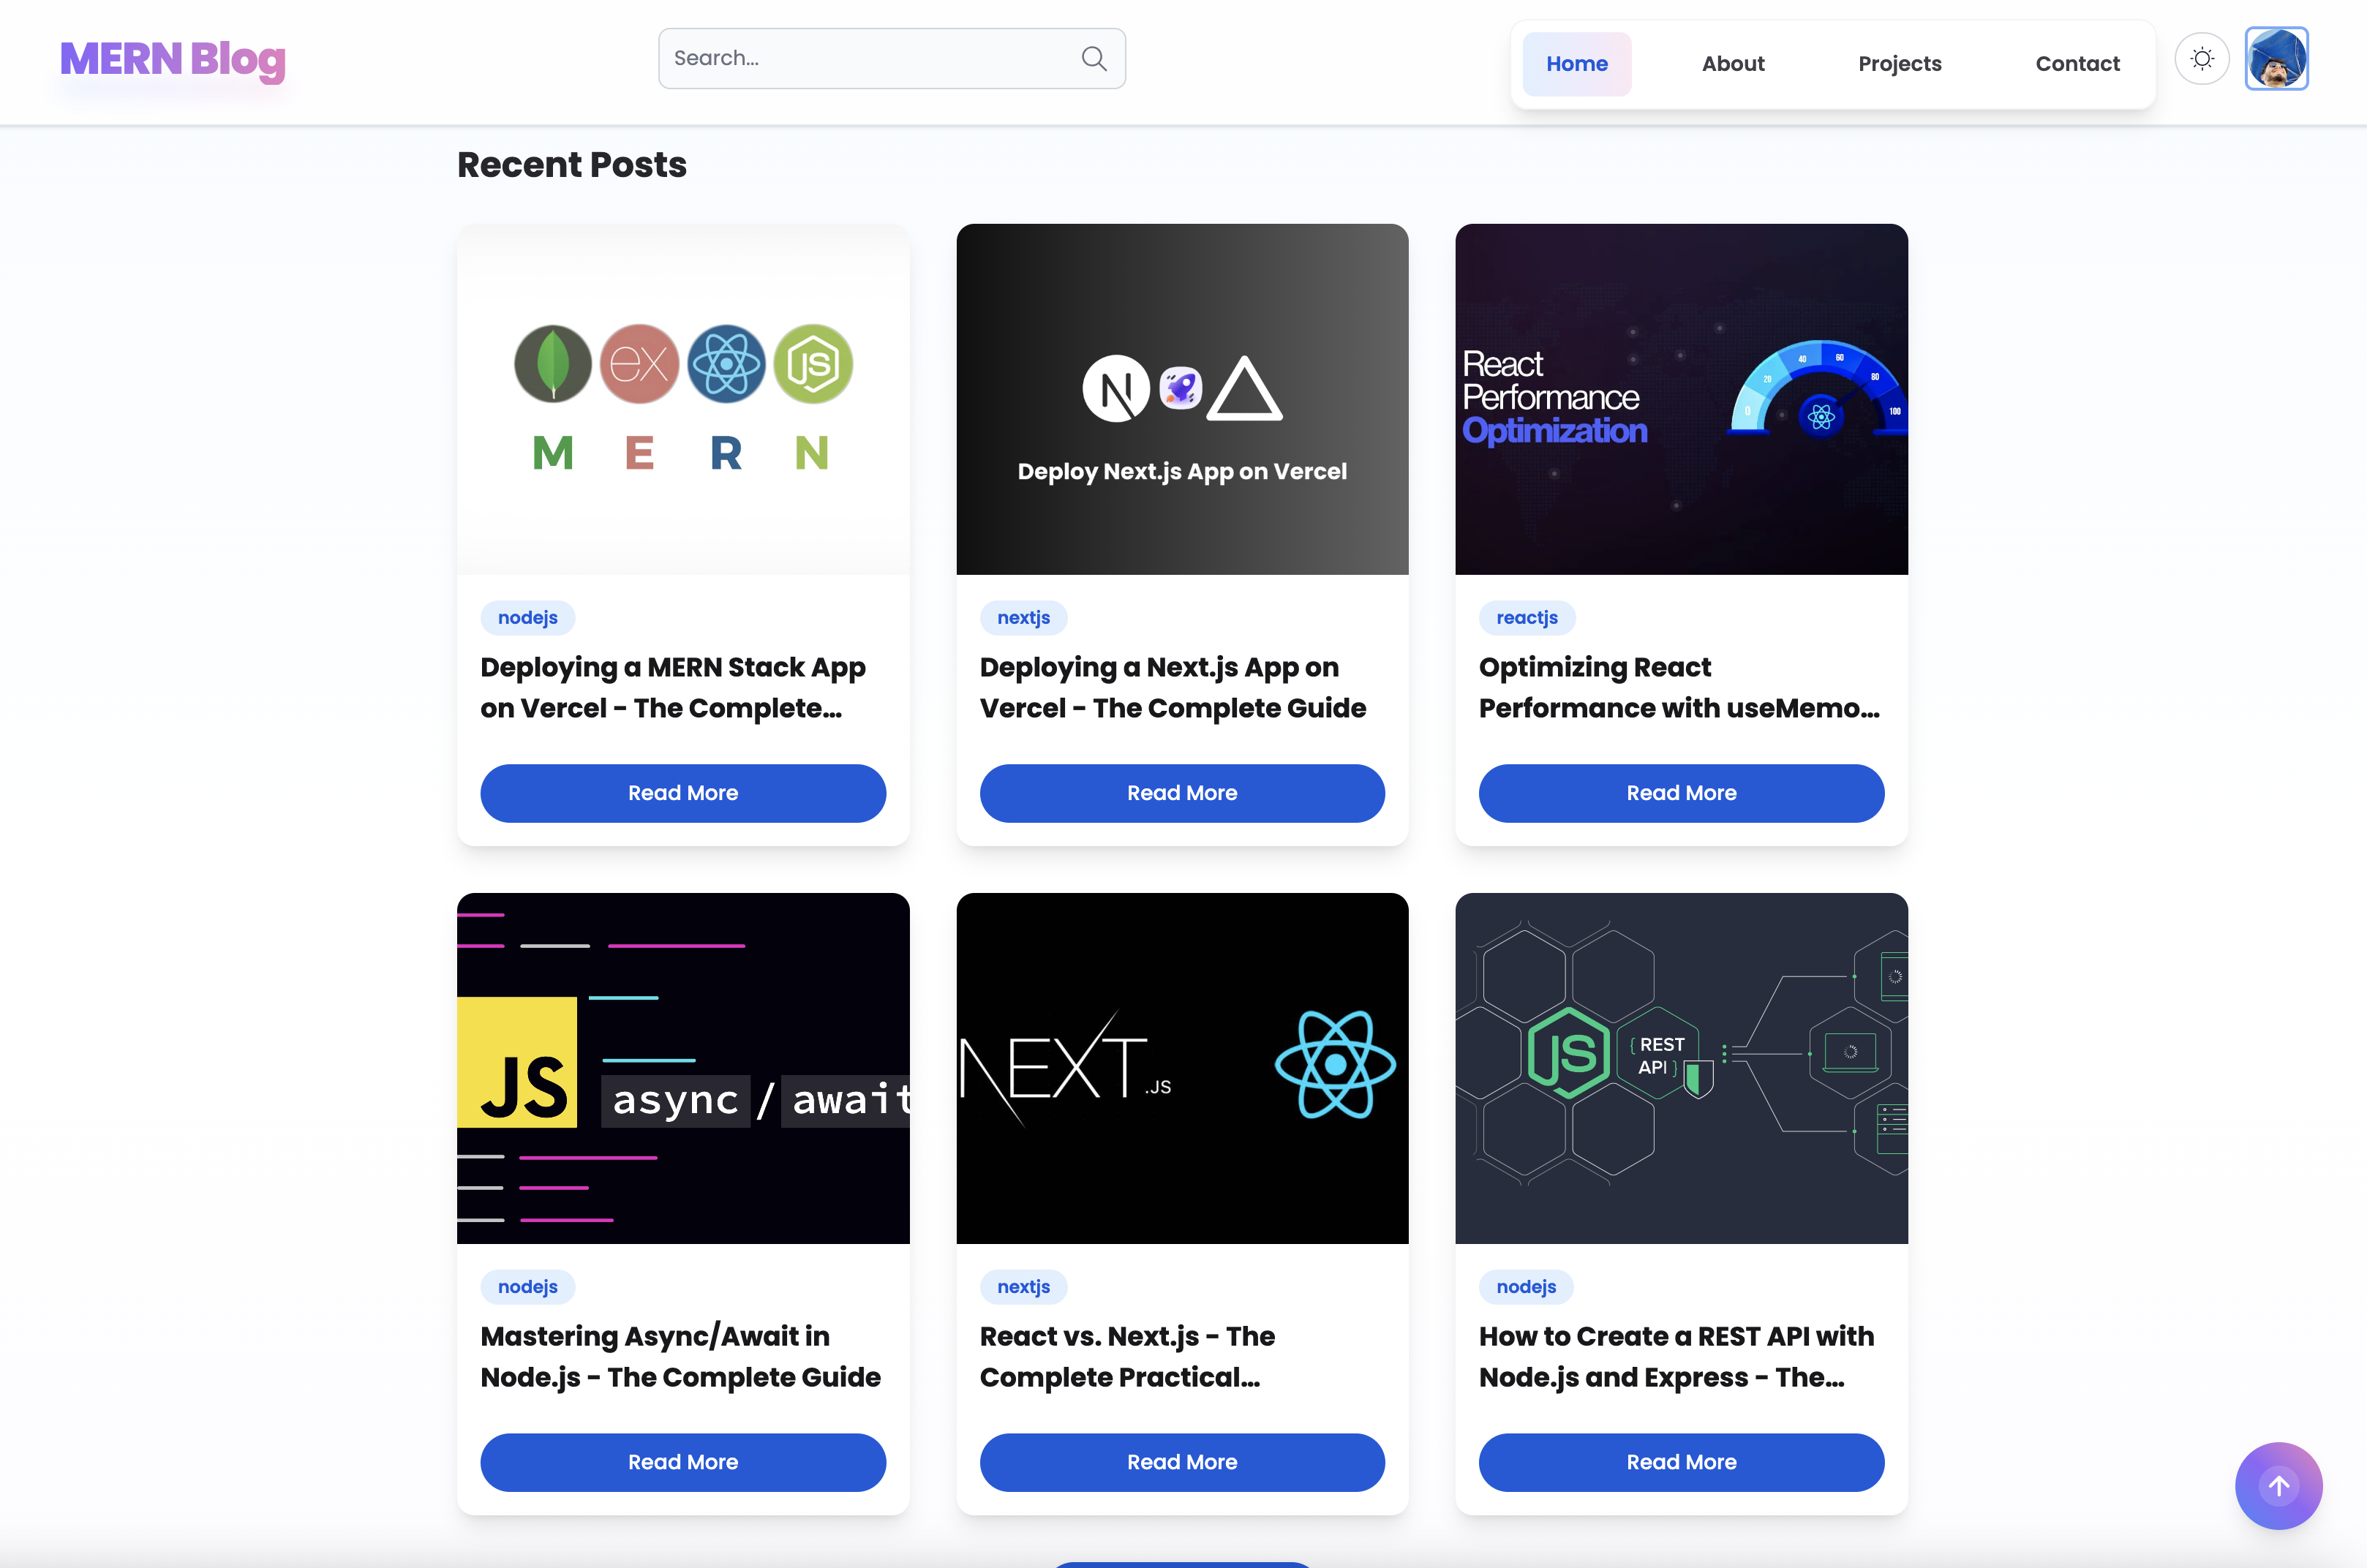 MERN Blog
Search...
Home
About
Projects
Contact
Recent Posts
ex
JS
M E R N
N
Deploy Next.js App on Vercel
React
Performance
Optimization
0
20
40
60
80
100
nodejs
Deploying a MERN Stack App
on Vercel - The Complete...
Read More
nextjs
Deploying a Next.js App on
Vercel - The Complete Guide
Read More
reactjs
Optimizing React
Performance with useMemo...
Read More
JS
async / await
NEXT.JS
JS
{ REST
API }
nodejs
Mastering Async/Await in
Node.js - The Complete Guide
Read More
nextjs
React vs. Next.js - The
Complete Practical...
Read More
nodejs
How to Create a REST API with
Node.js and Express - The...
Read More